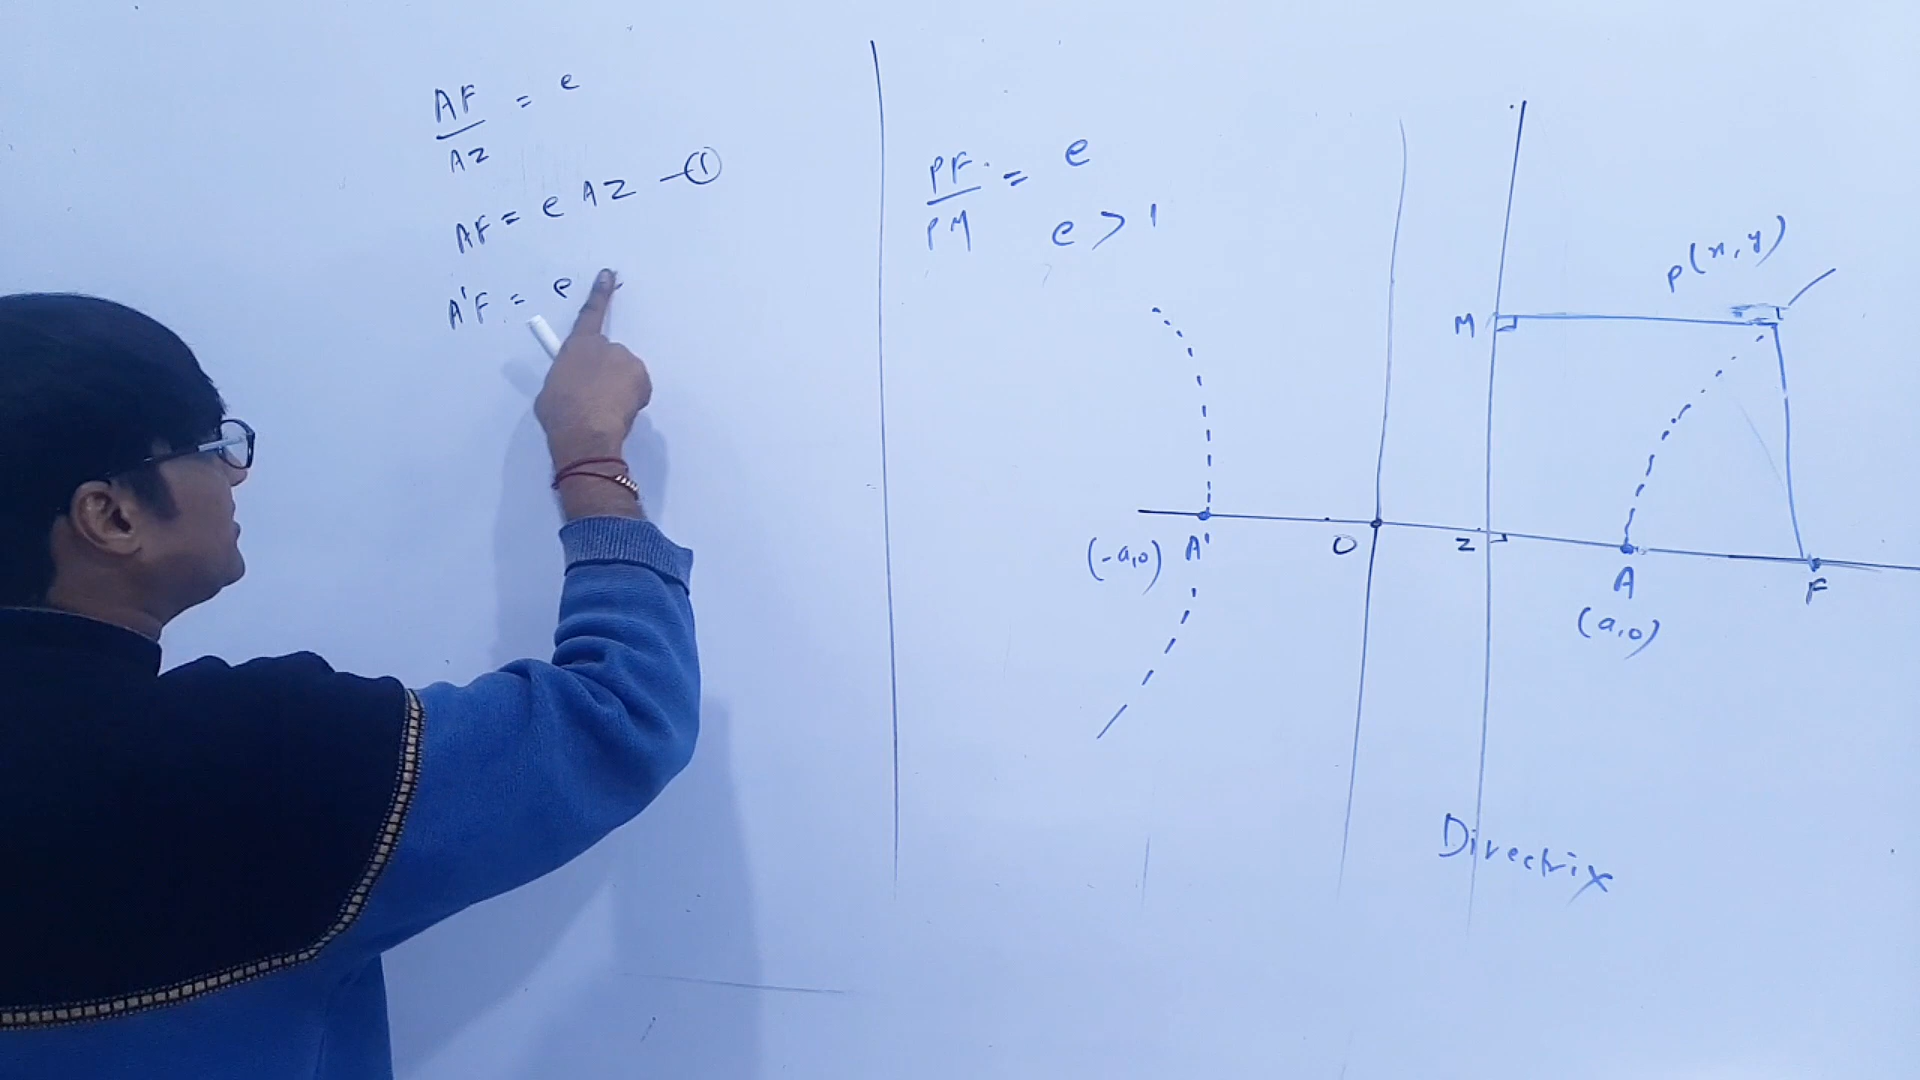 AF/AZ = e
AF = e AZ —①
A'F = e
PF/PM = e
e > 1
P(x, y)
M
(-a,0) A'
O
Z
A
(a,0)
F
Directrix